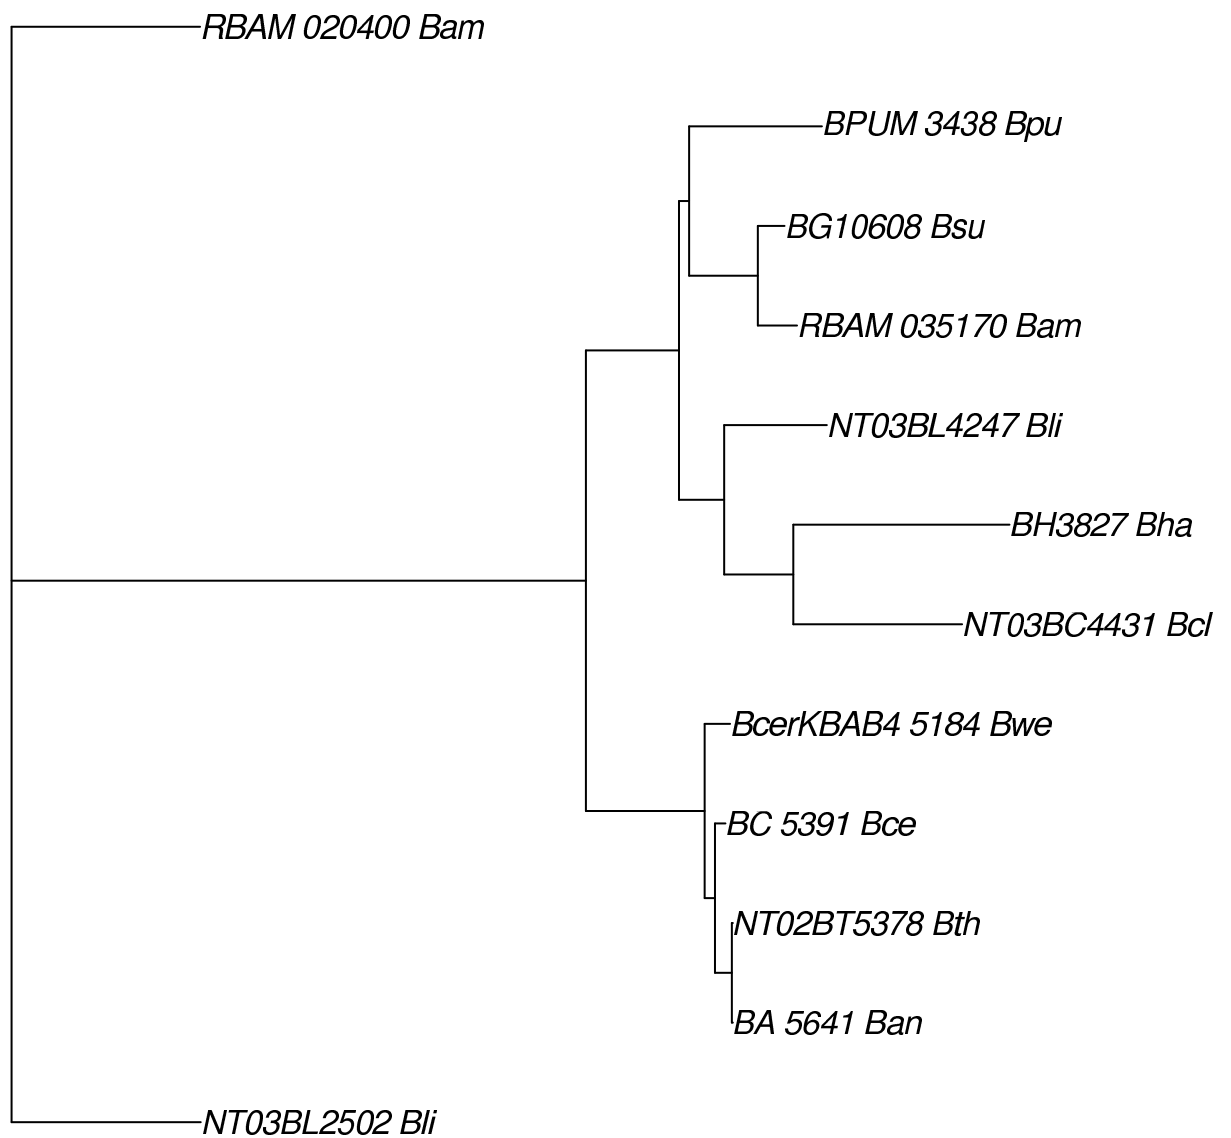 RBAM 020400 Bam
BPUM 3438 Bpu
BG10608 Bsu
RBAM 035170 Bam
NT03BL4247 Bli
BH3827 Bha
NT03BC4431 Bcl
BcerKBAB4 5184 Bwe
BC 5391 Bce
NT02BT5378 Bth
BA 5641 Ban
NT03BL2502 Bli